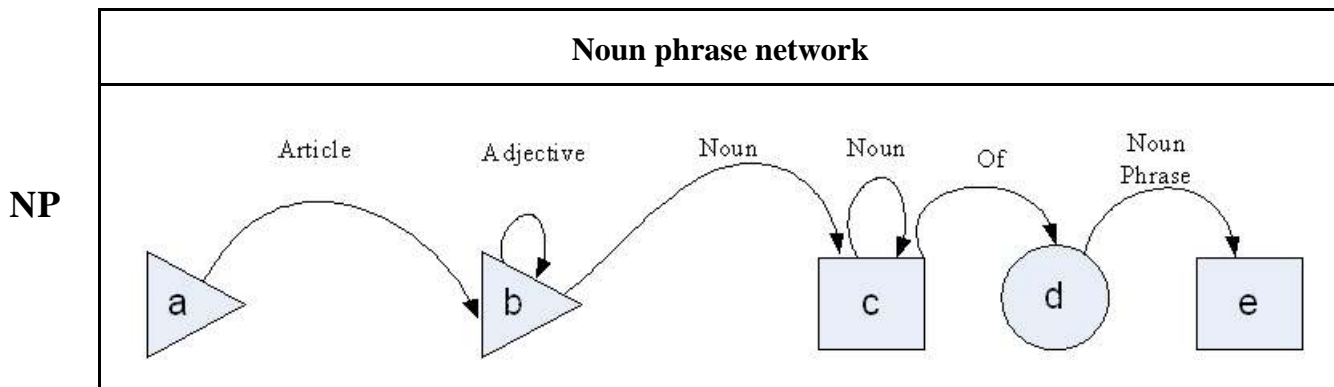 Noun phrase network
Article
Adjective
Noun
Noun
Of
Noun
Phrase
NP
a
b
c
d
e